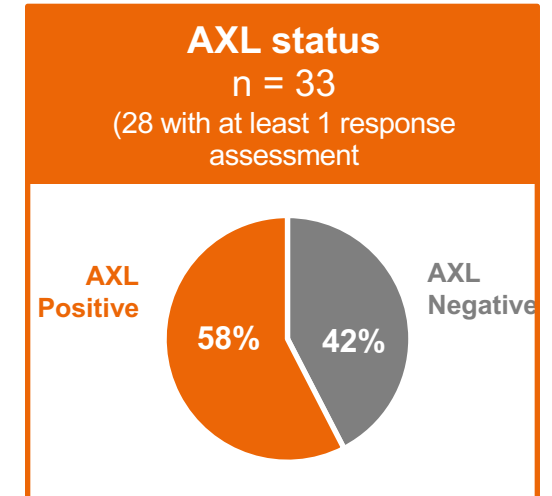 AXL status
n = 33
(28 with at least 1 response
assessment
AXL
Positive
58%
42%
AXL
Negative